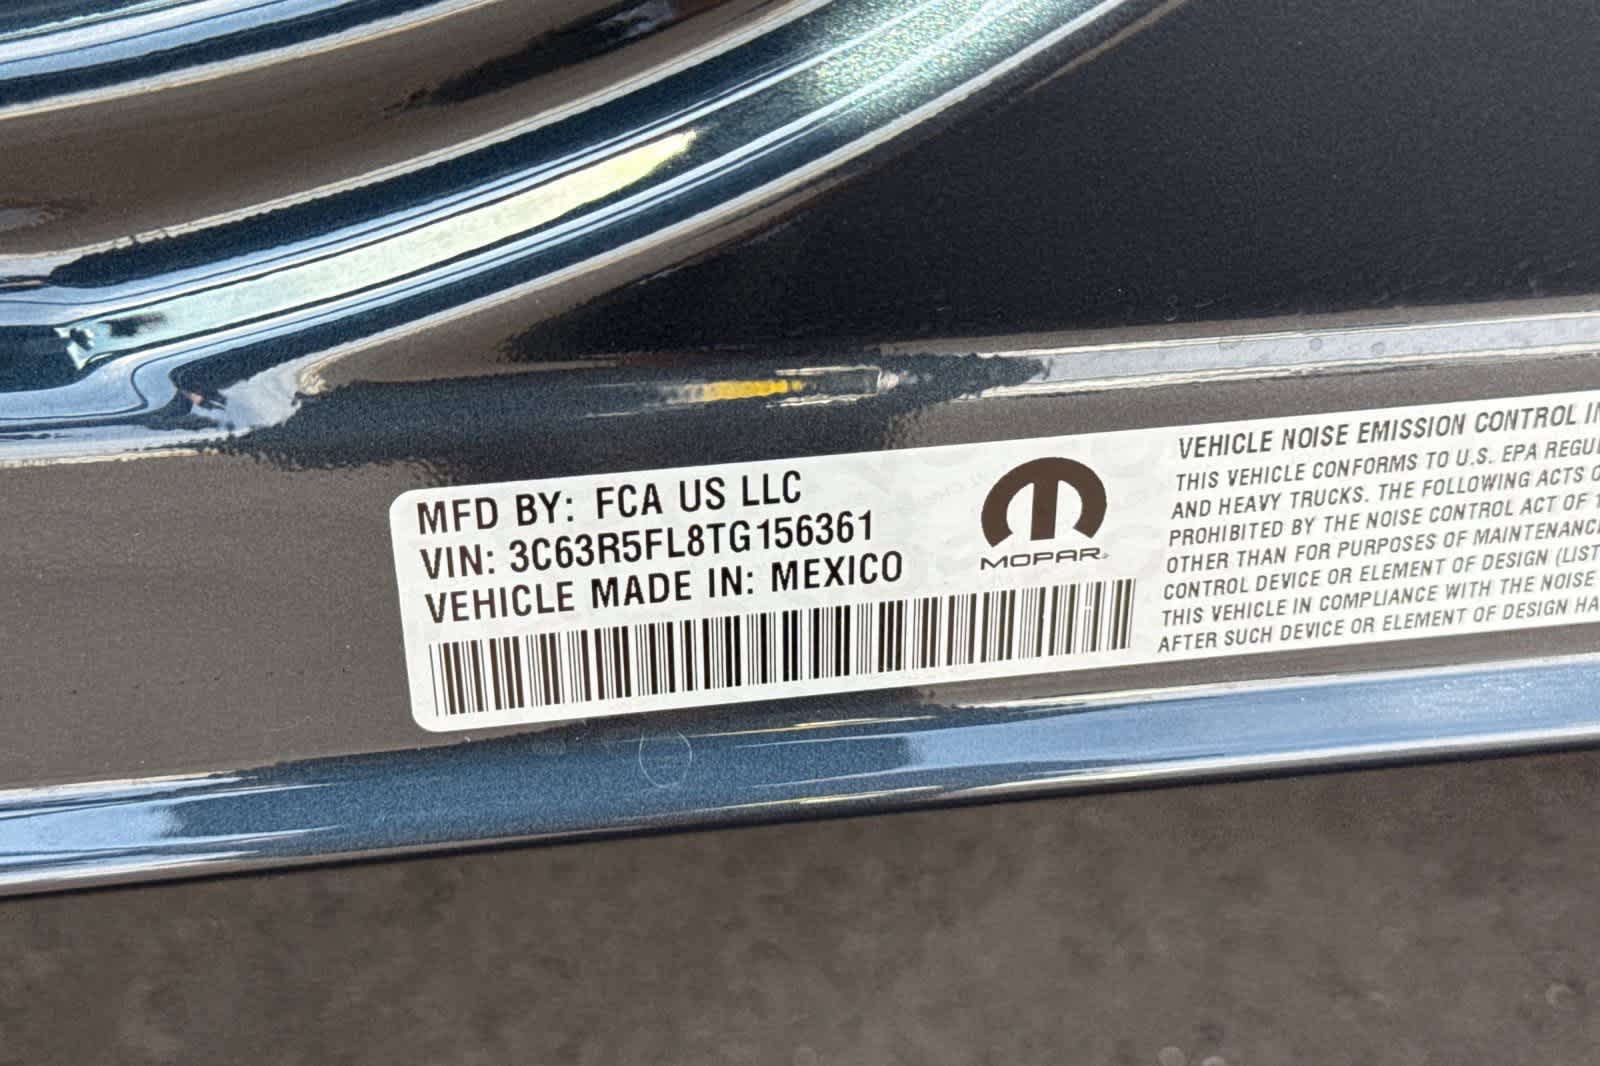 MFD BY: FCA US LLC
VIN: 3C63R5FL8TG156361
VEHICLE MADE IN: MEXICO
MOPAR®
VEHICLE NOISE EMISSION CONTROL
THIS VEHICLE CONFORMS TO U.S. EPA
AND HEAVY TRUCKS. THE FOLLOWING ACTS
PROHIBITED BY THE NOISE CONTROL ACT OF
OTHER THAN FOR PURPOSES OF MAINTENANCE
CONTROL DEVICE OR ELEMENT OF DESIGN (LIST
THIS VEHICLE IN COMPLIANCE WITH THE NOISE
AFTER SUCH DEVICE OR ELEMENT OF DESIGN